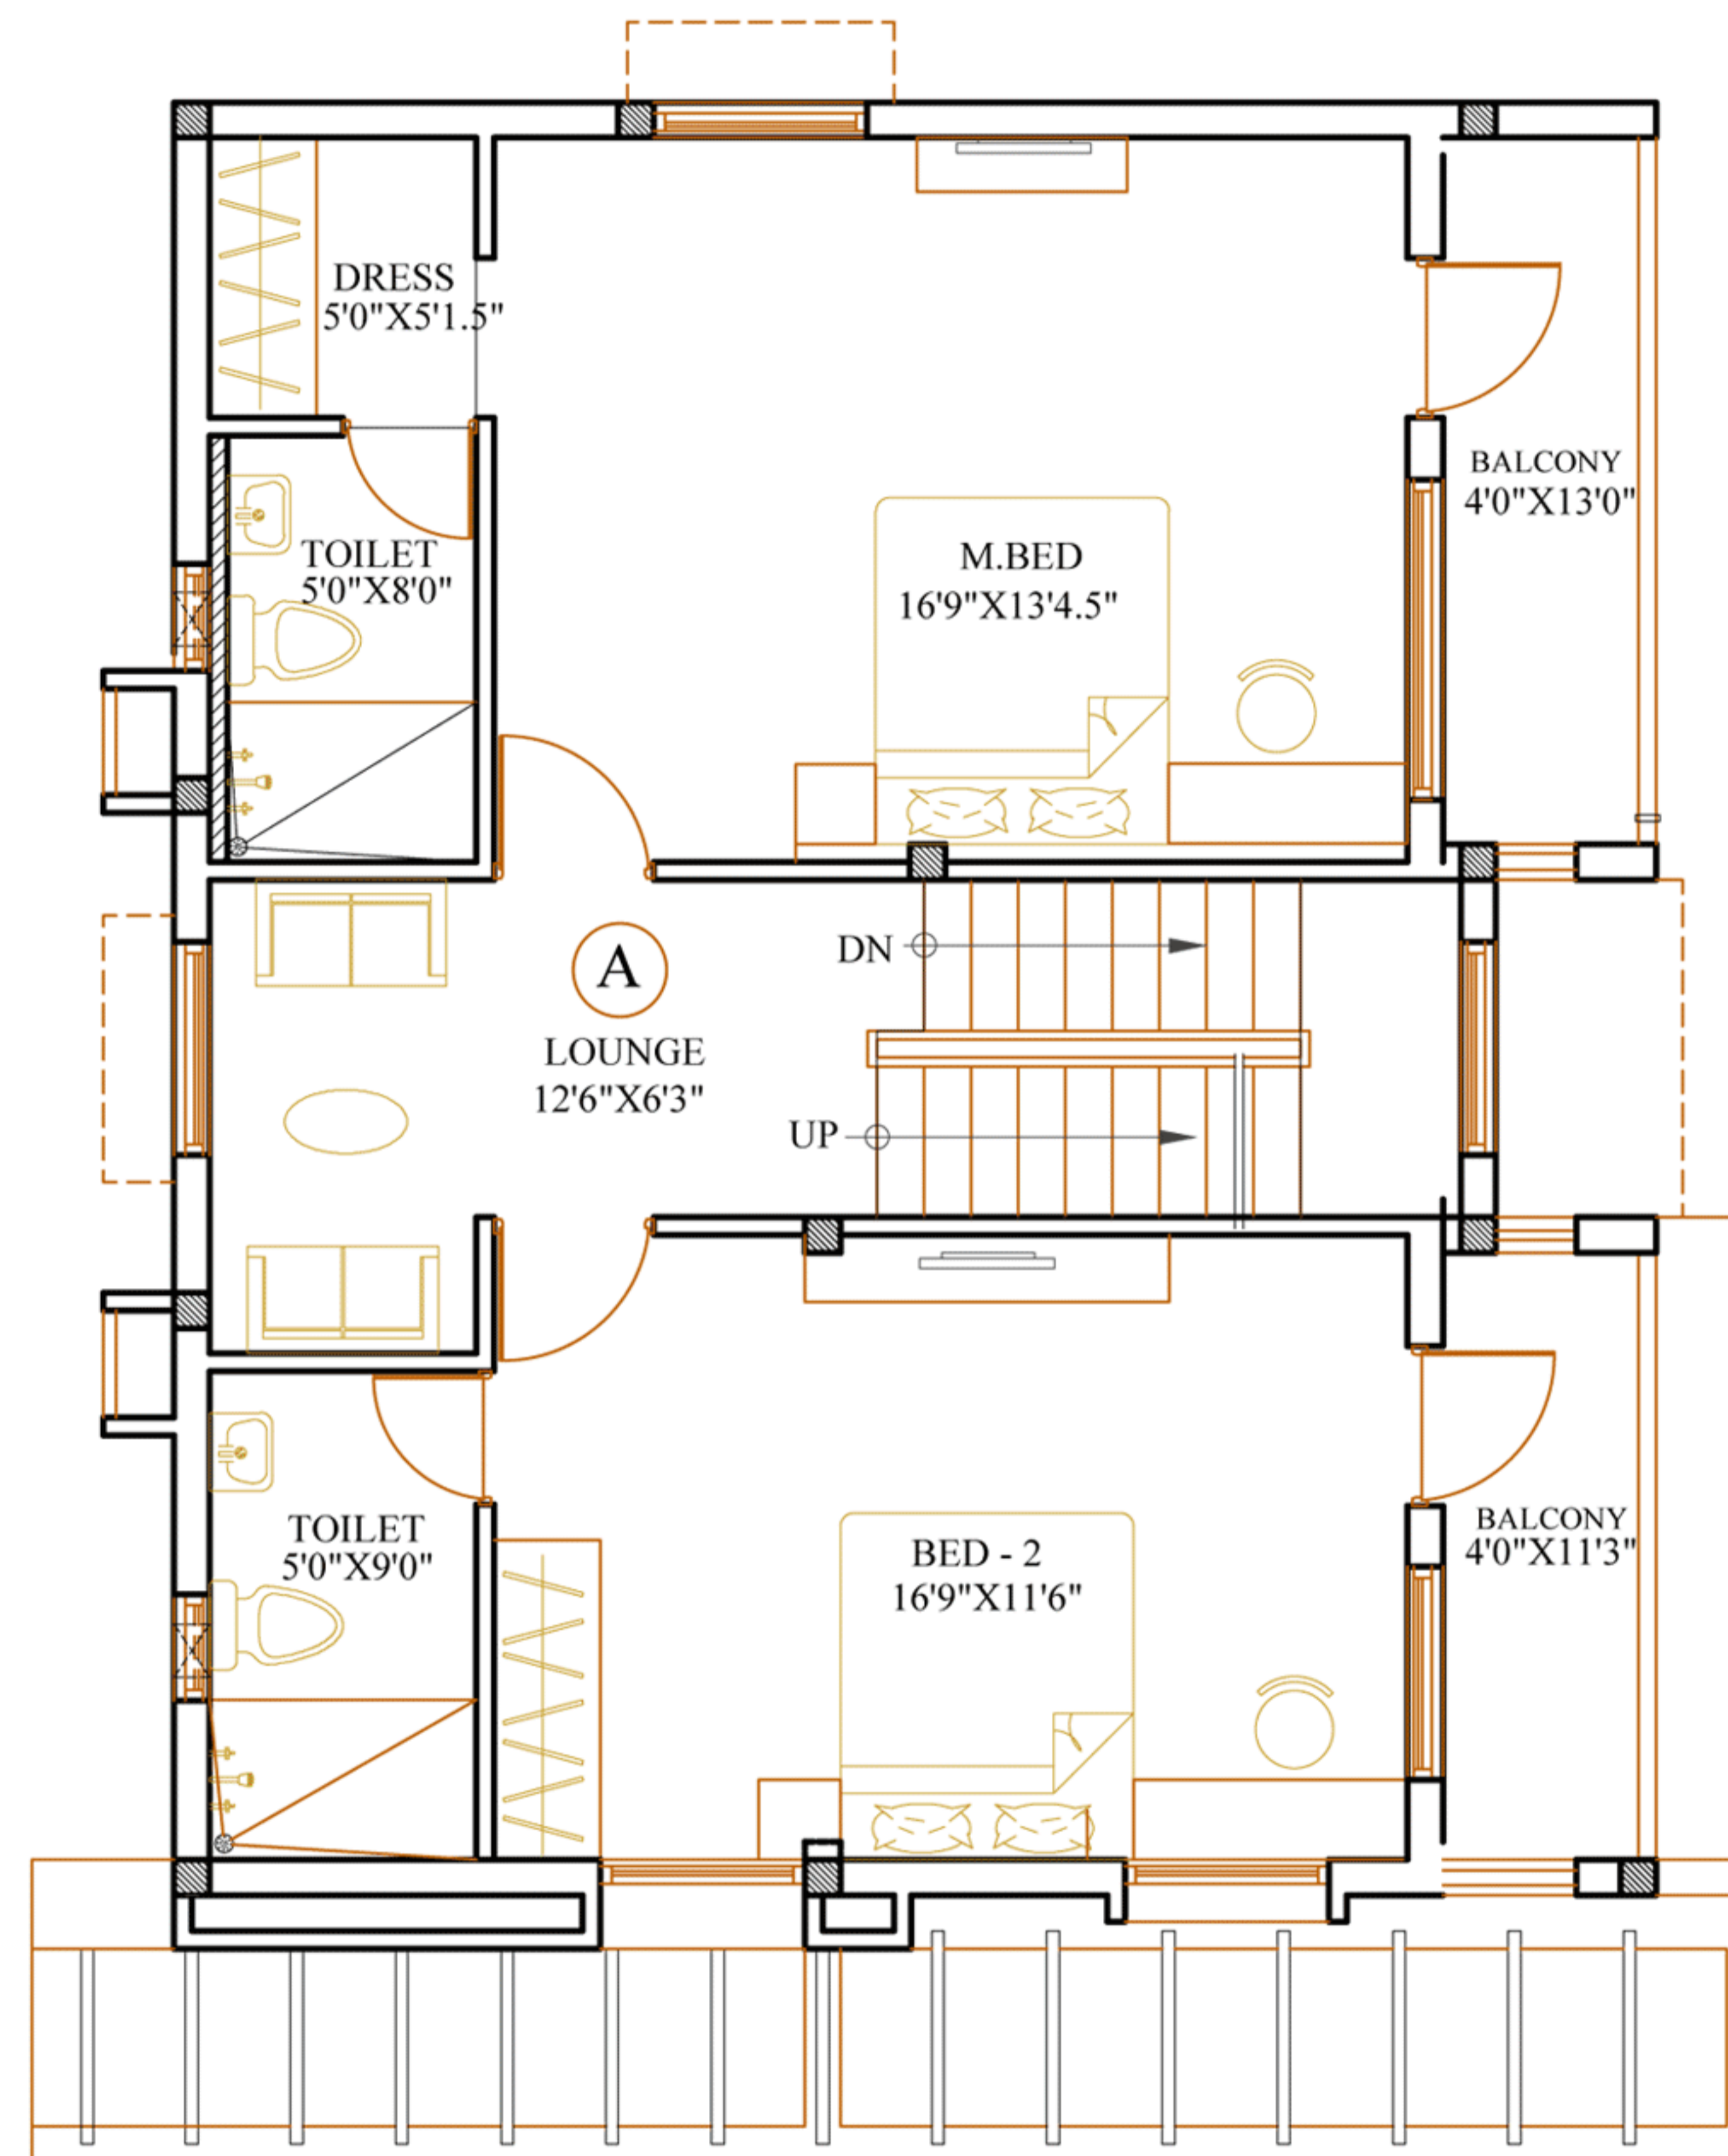 DRESS
5'0"X5'1.5"
BALCONY
4'0"X13'0"
TOILET
5'0"X8'0"
M.BED
16'9"X13'4.5"
DN
A
LOUNGE
12'6"X6'3"
UP
TOILET
5'0"X9'0"
BED - 2
16'9"X11'6"
BALCONY
4'0"X11'3"